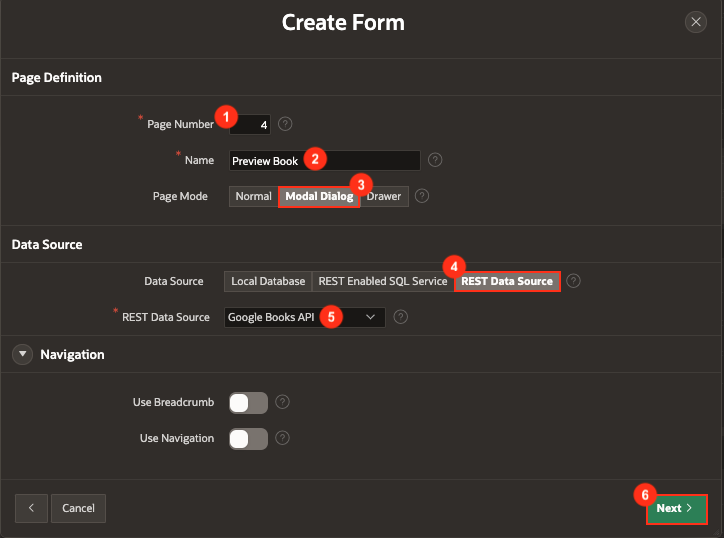 Create Form
Page Definition
* Page Number 1 4 ?
* Name Preview Book 2 ?
Page Mode Normal Modal Dialog 3 Drawer ?
Data Source
Data Source Local Database REST Enabled SQL Service 4 REST Data Source ?
* REST Data Source Google Books API 5 ?
Navigation
Use Breadcrumb ?
Use Navigation ?
< Cancel 6 Next >